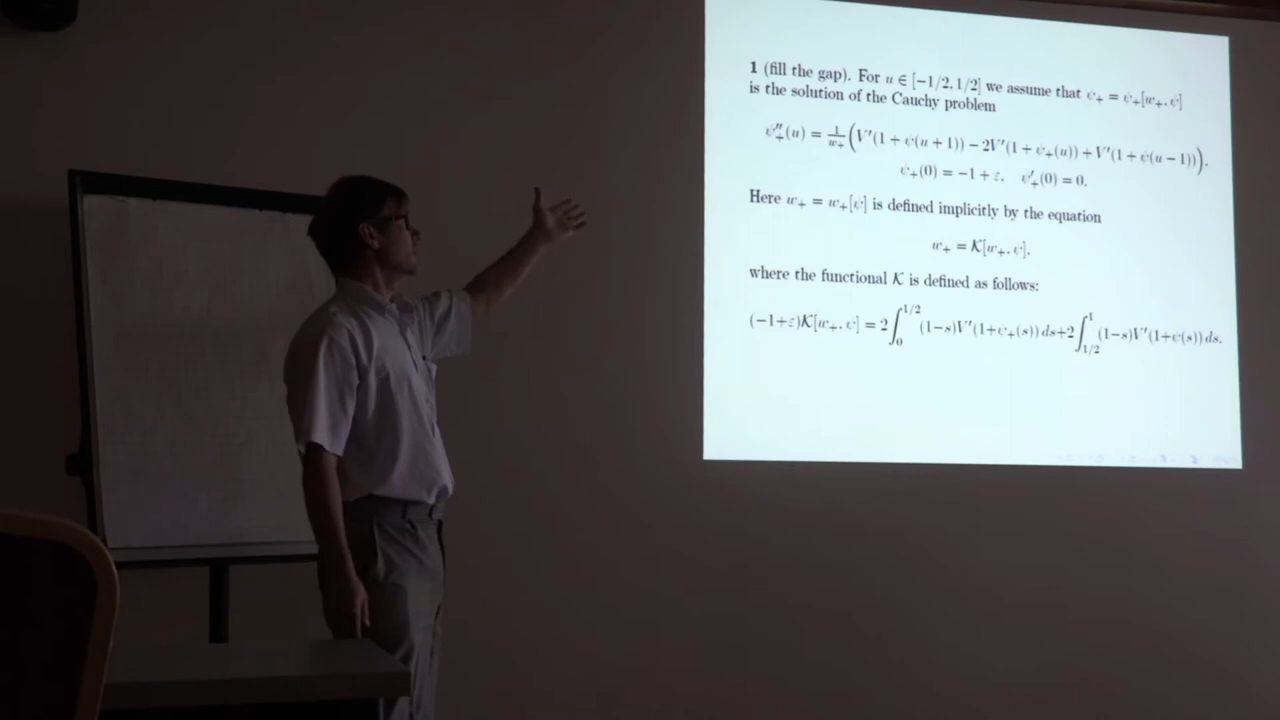 1 (fill the gap). For u ∈ [−1/2, 1/2] we assume that ψ₊ = ψ₊[w₊, ψ]
is the solution of the Cauchy problem
ψ″₊(u) = 1/w₊ (V′(1 + ψ(u + 1)) − 2V′(1 + ψ₊(u)) + V′(1 + ψ(u − 1))).
ψ₊(0) = −1 + ε, ψ′₊(0) = 0.
Here w₊ = w₊[ψ] is defined implicitly by the equation
w₊ = 𝒦[w₊, ψ],
where the functional 𝒦 is defined as follows:
(−1+ε)𝒦[w₊, ψ] = 2∫₀^{1/2} (1−s)V′(1+ψ₊(s)) ds+2∫_{1/2}^{1} (1−s)V′(1+ψ(s)) ds.